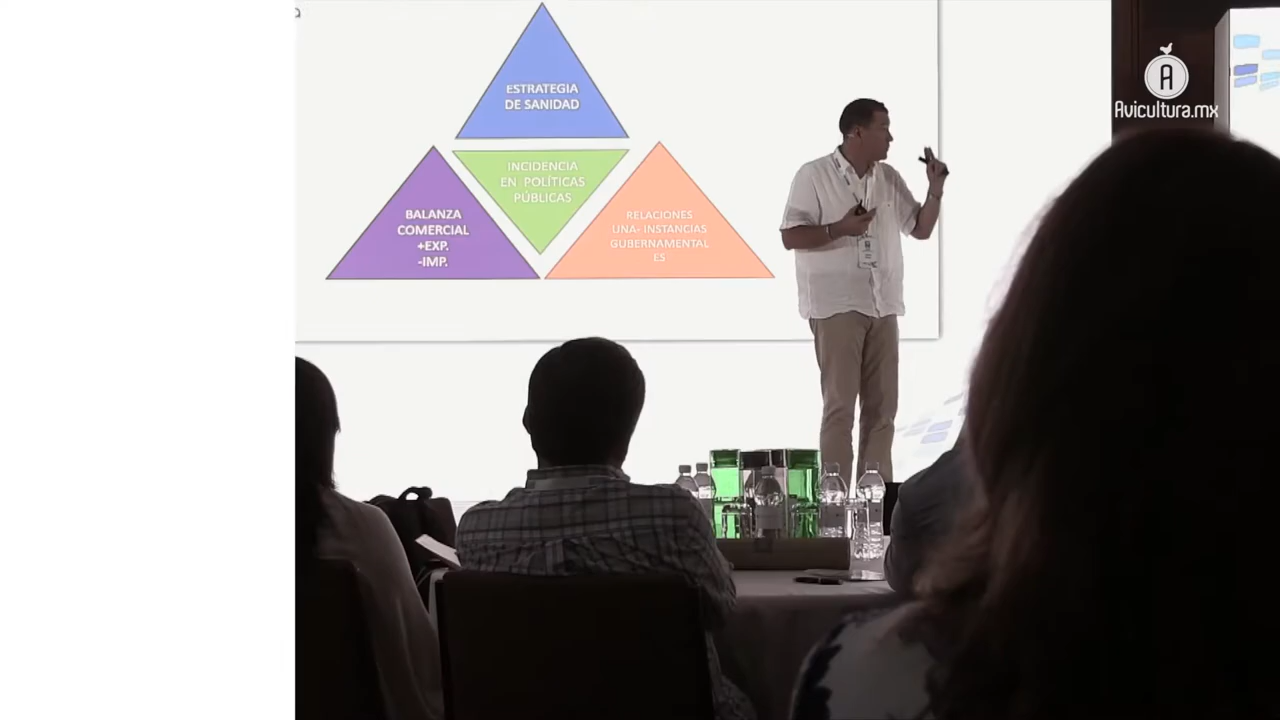 ESTRATEGIA
DE SANIDAD
INCIDENCIA
EN POLÍTICAS
PÚBLICAS
BALANZA
COMERCIAL
+EXP.
-IMP.
RELACIONES
UNA- INSTANCIAS
GUBERNAMENTAL
ES
A
Avicultura.mx